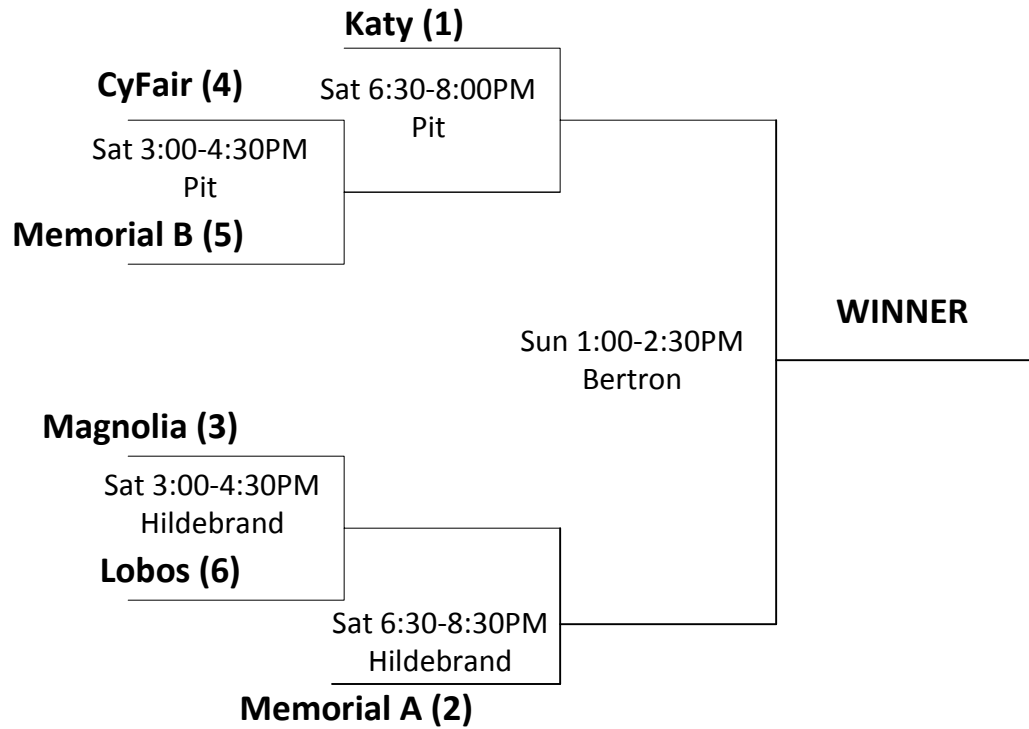 Katy (1)
CyFair (4)
Sat 6:30-8:00PM
Pit
Sat 3:00-4:30PM
Pit
Memorial B (5)
WINNER
Sun 1:00-2:30PM
Bertron
Magnolia (3)
Sat 3:00-4:30PM
Hildebrand
Lobos (6)
Sat 6:30-8:30PM
Hildebrand
Memorial A (2)